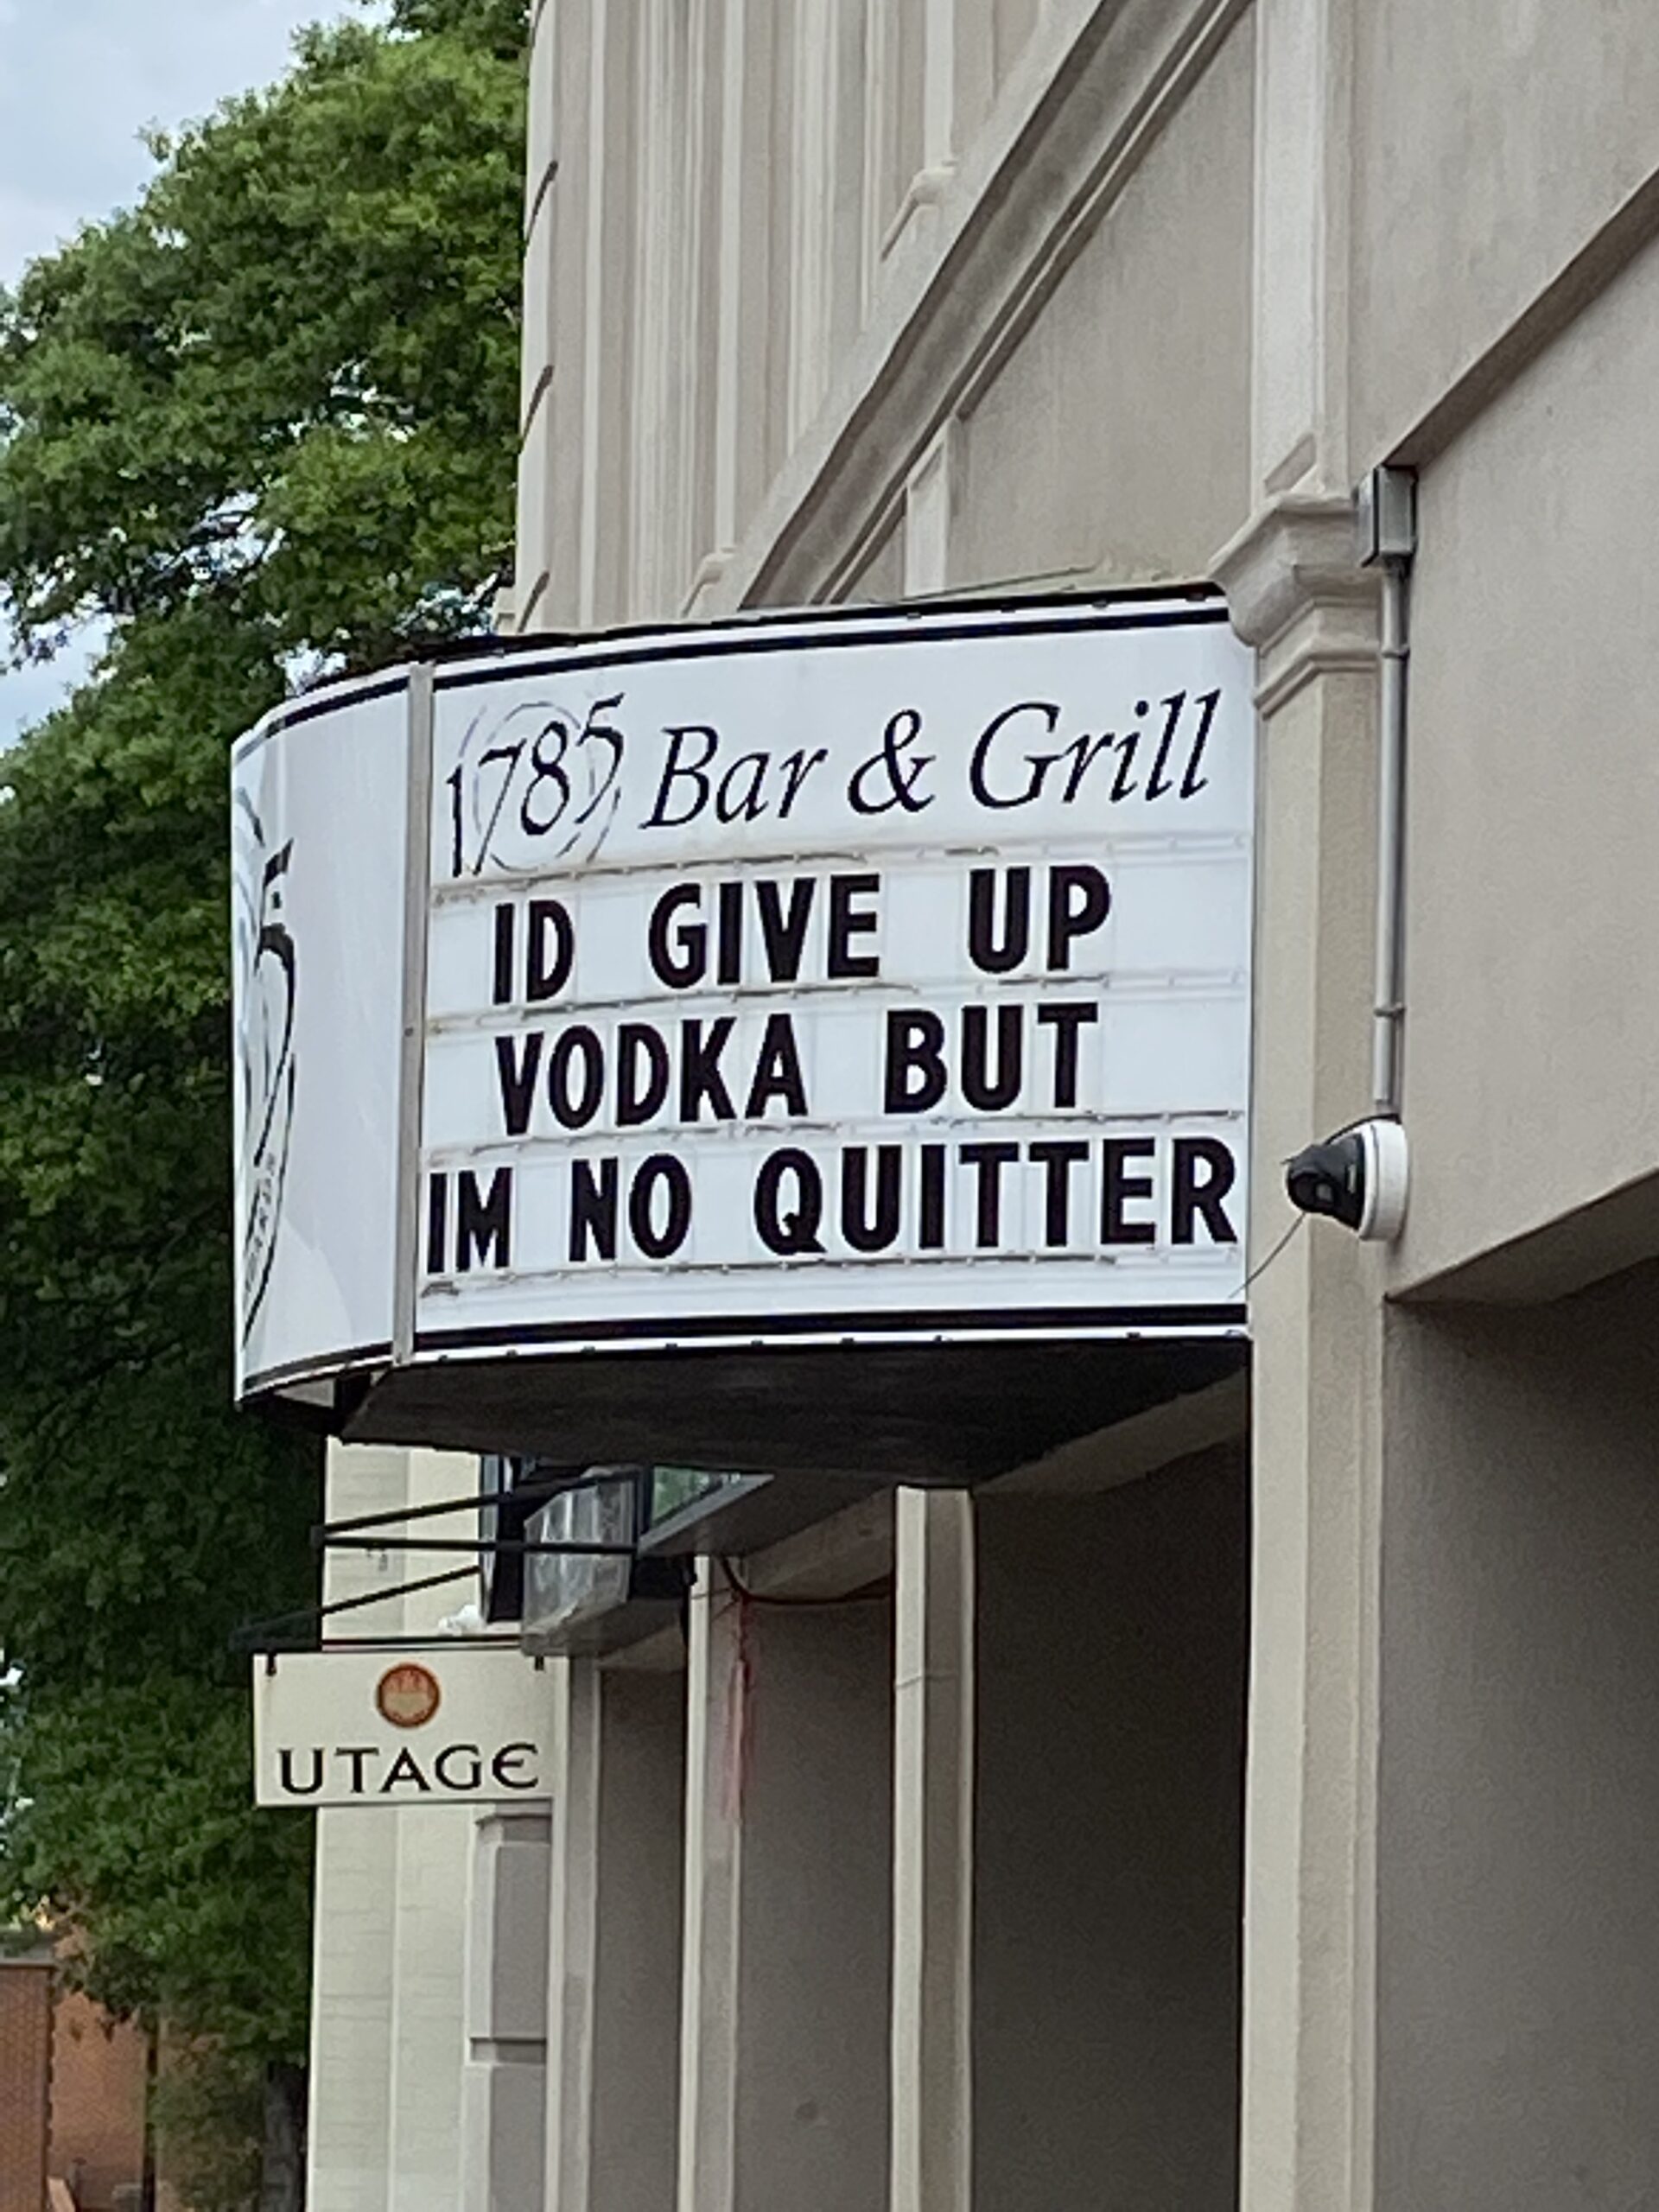 1785 Bar & Grill
ID GIVE UP
VODKA BUT
IM NO QUITTER
UTAGE